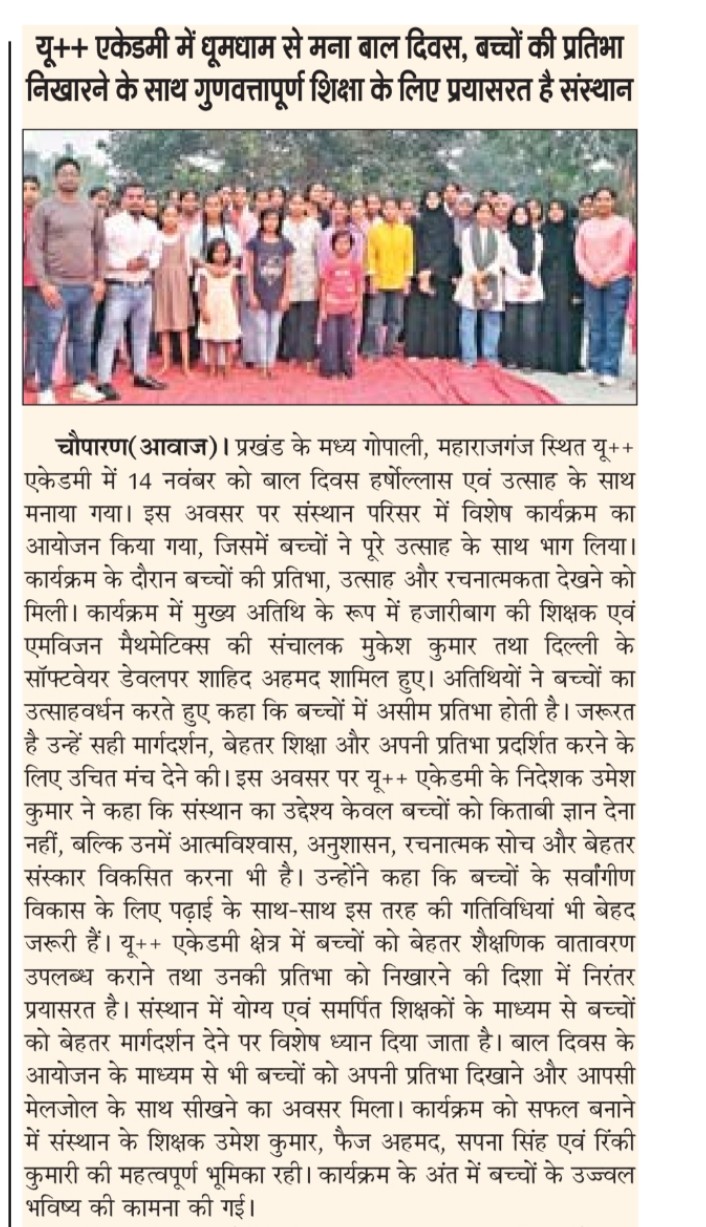 यू++ एकेडमी में धूमधाम से मना बाल दिवस, बच्चों की प्रतिभा
निखारने के साथ गुणवत्तापूर्ण शिक्षा के लिए प्रयासरत है संस्थान
चौपारण(आवाज)। प्रखंड के मध्य गोपाली, महाराजगंज स्थित यू++
एकेडमी में 14 नवंबर को बाल दिवस हर्षोल्लास एवं उत्साह के साथ
मनाया गया। इस अवसर पर संस्थान परिसर में विशेष कार्यक्रम का
आयोजन किया गया, जिसमें बच्चों ने पूरे उत्साह के साथ भाग लिया।
कार्यक्रम के दौरान बच्चों की प्रतिभा, उत्साह और रचनात्मकता देखने को
मिली। कार्यक्रम में मुख्य अतिथि के रूप में हजारीबाग की शिक्षक एवं
एमविजन मैथमेटिक्स की संचालक मुकेश कुमार तथा दिल्ली के
सॉफ्टवेयर डेवलपर शाहिद अहमद शामिल हुए। अतिथियों ने बच्चों का
उत्साहवर्धन करते हुए कहा कि बच्चों में असीम प्रतिभा होती है। जरूरत
है उन्हें सही मार्गदर्शन, बेहतर शिक्षा और अपनी प्रतिभा प्रदर्शित करने के
लिए उचित मंच देने की। इस अवसर पर यू++ एकेडमी के निदेशक उमेश
कुमार ने कहा कि संस्थान का उद्देश्य केवल बच्चों को किताबी ज्ञान देना
नहीं, बल्कि उनमें आत्मविश्वास, अनुशासन, रचनात्मक सोच और बेहतर
संस्कार विकसित करना भी है। उन्होंने कहा कि बच्चों के सर्वांगीण
विकास के लिए पढ़ाई के साथ-साथ इस तरह की गतिविधियां भी बेहद
जरूरी हैं। यू++ एकेडमी क्षेत्र में बच्चों को बेहतर शैक्षणिक वातावरण
उपलब्ध कराने तथा उनकी प्रतिभा को निखारने की दिशा में निरंतर
प्रयासरत है। संस्थान में योग्य एवं समर्पित शिक्षकों के माध्यम से बच्चों
को बेहतर मार्गदर्शन देने पर विशेष ध्यान दिया जाता है। बाल दिवस के
आयोजन के माध्यम से भी बच्चों को अपनी प्रतिभा दिखाने और आपसी
मेलजोल के साथ सीखने का अवसर मिला। कार्यक्रम को सफल बनाने
में संस्थान के शिक्षक उमेश कुमार, फैज अहमद, सपना सिंह एवं रिंकी
कुमारी की महत्वपूर्ण भूमिका रही। कार्यक्रम के अंत में बच्चों के उज्ज्वल
भविष्य की कामना की गई।